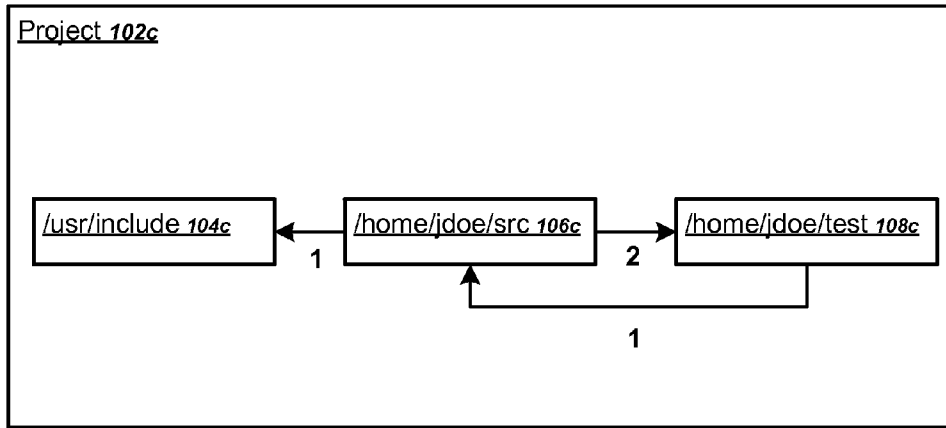 Project 102c
/usr/include 104c
/home/jdoe/src 106c
/home/jdoe/test 108c
1
2
1